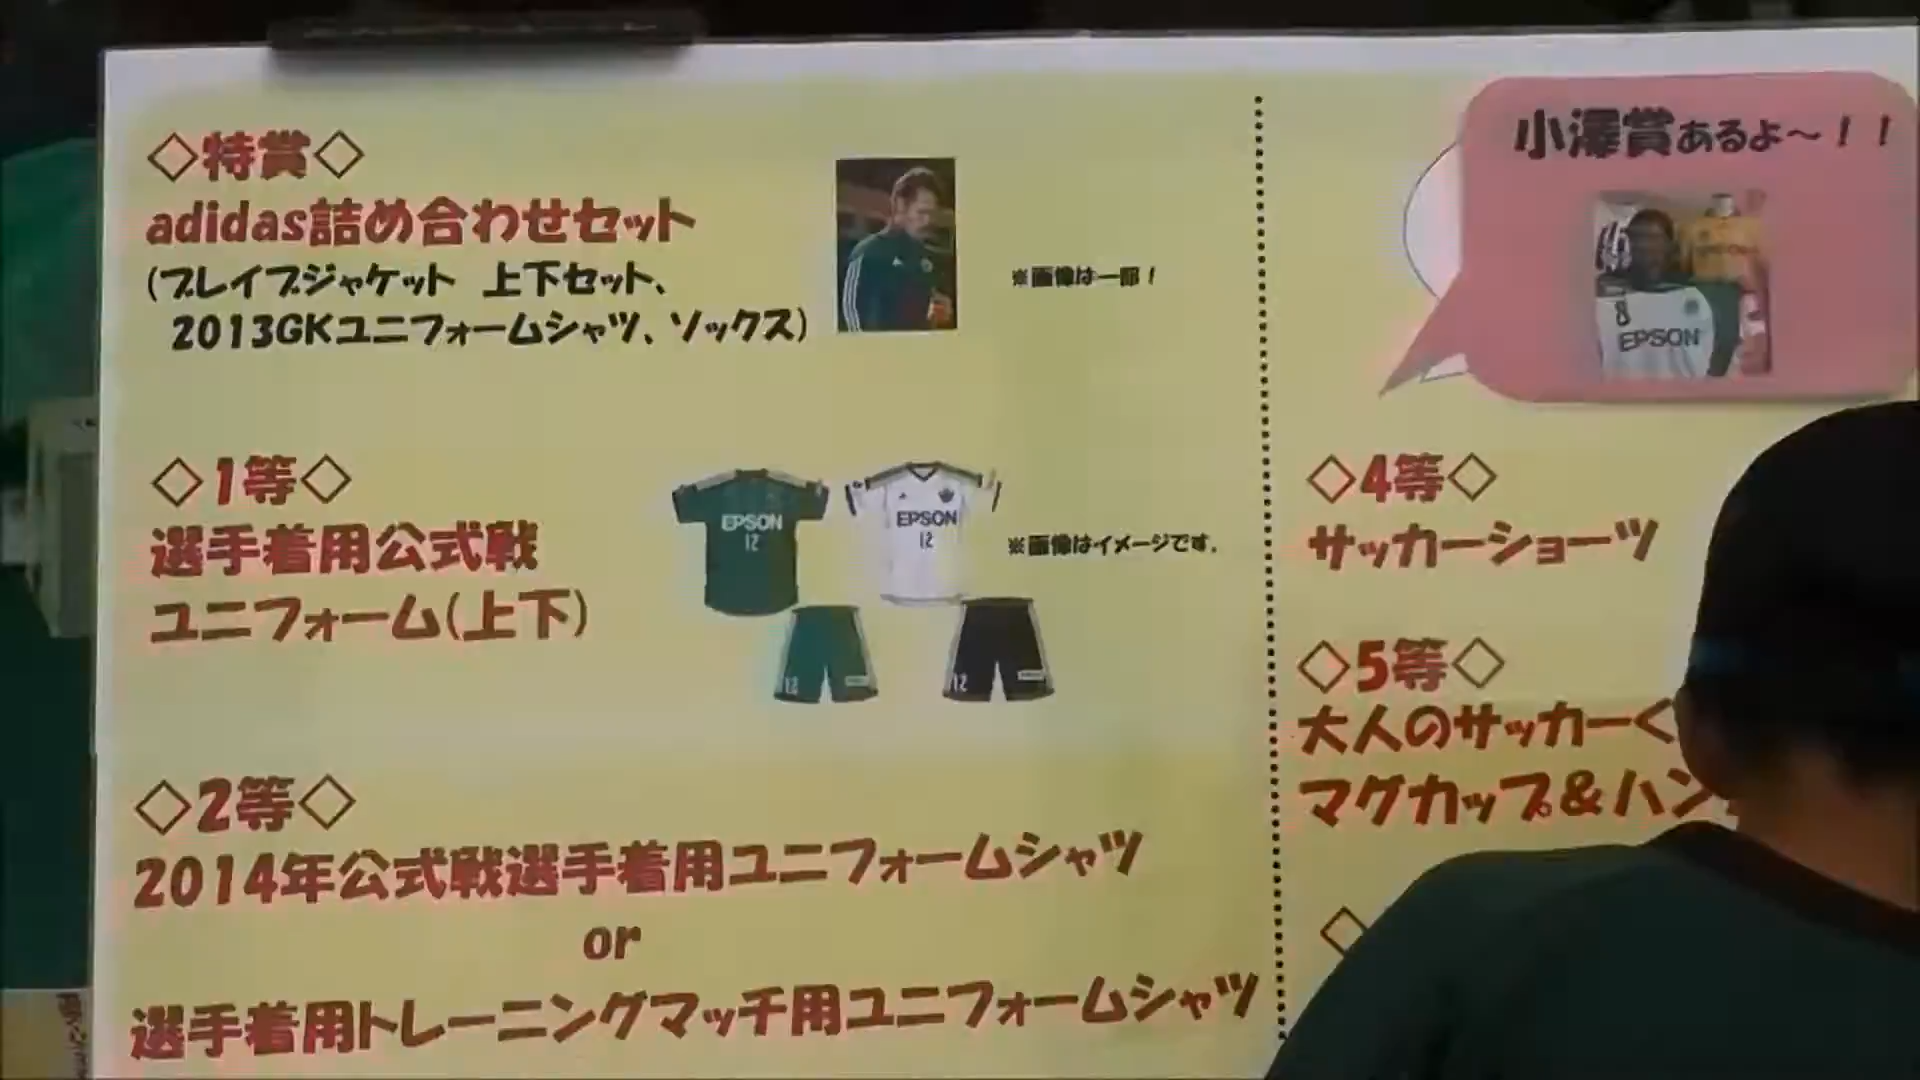 ◇特賞◇
adidas詰め合わせセット
(ブレイブジャケット 上下セット、
2013GKユニフォームシャツ、ソックス)
※画像は一部！
◇1等◇
選手着用公式戦
ユニフォーム(上下)
EPSON
12
EPSON
12
12
12
※画像はイメージです。
◇2等◇
2014年公式戦選手着用ユニフォームシャツ
or
選手着用トレーニングマッチ用ユニフォームシャツ
小澤賞あるよ～！！
8
EPSON
◇4等◇
サッカーショーツ
◇5等◇
大人のサッカーく
マグカップ＆ハン